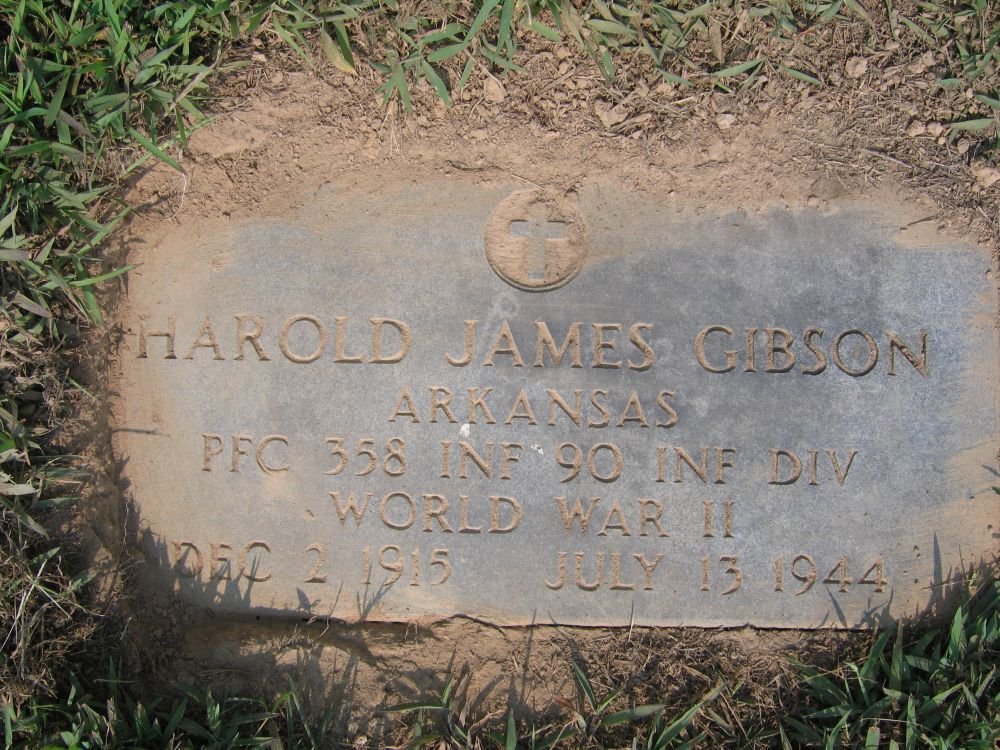 HAROLD JAMES GIBSON
ARKANSAS
PFC 358 INF 90 INF DIV
WORLD WAR II
DEC 2 1915 JULY 13 1944